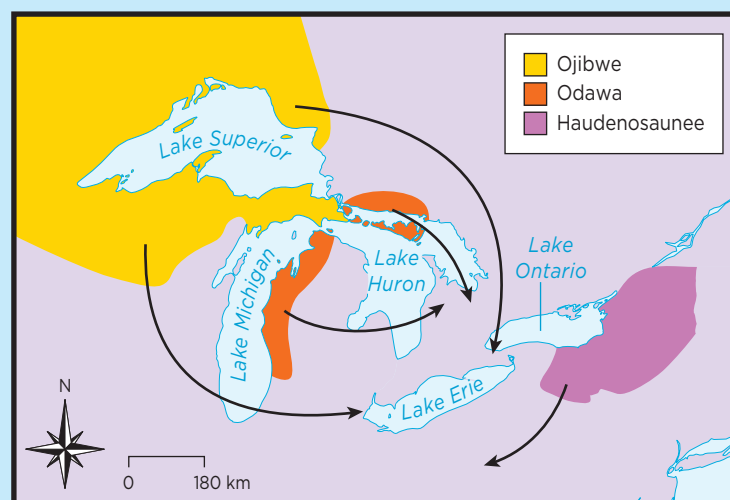 Ojibwe
Odawa
Haudenosaunee
Lake Superior
Lake
Ontario
Lake
Huron
Lake Michigan
Lake Erie
N
0 180 km